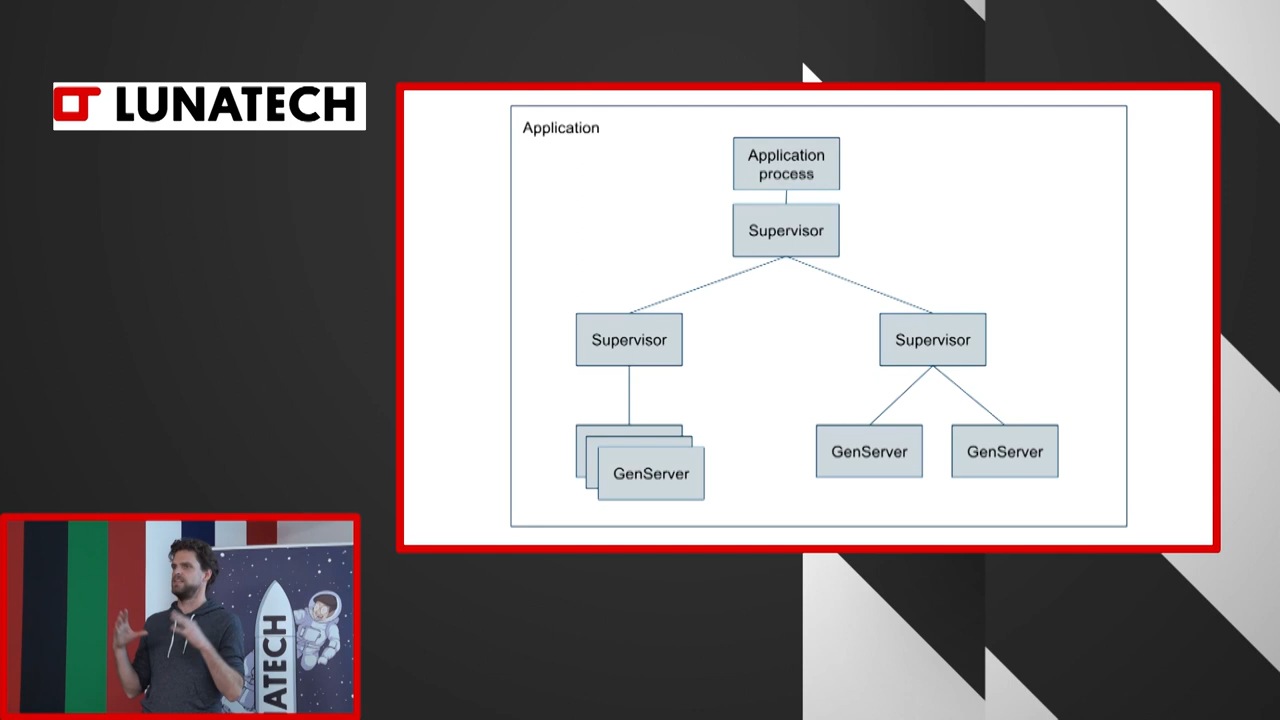 LUNATECH
Application
Application
process
Supervisor
Supervisor
Supervisor
GenServer
GenServer
GenServer
ATECH